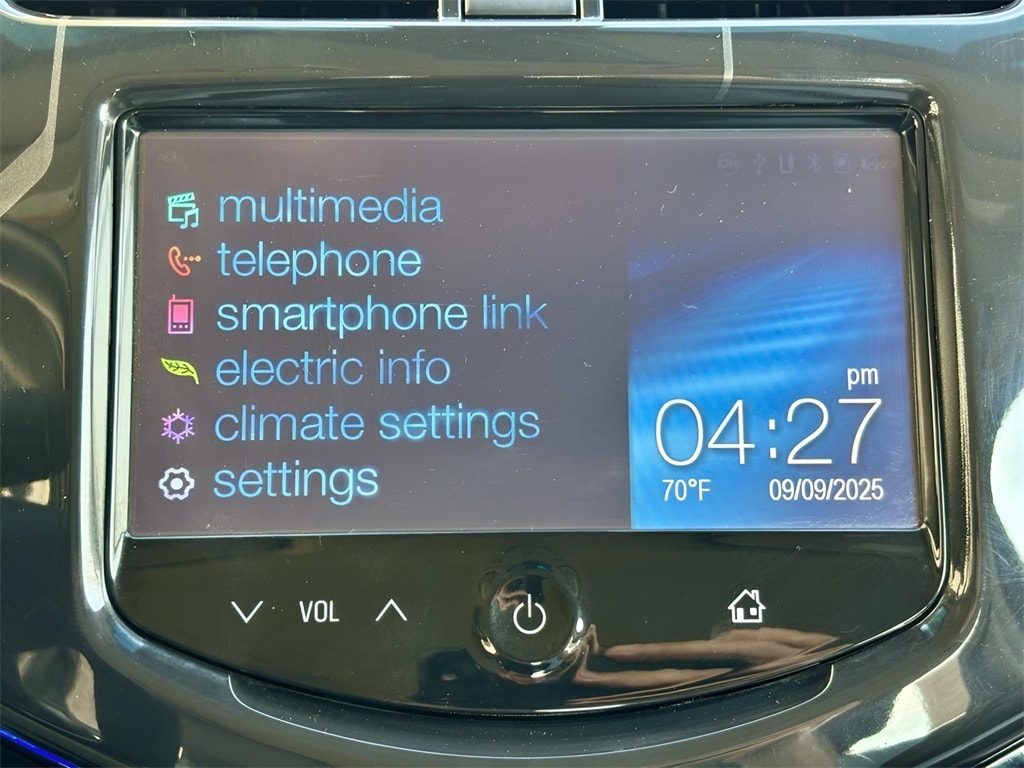 multimedia
telephone
smartphone link
electric info
climate settings
settings
pm
04:27
70°F 09/09/2025
VOL